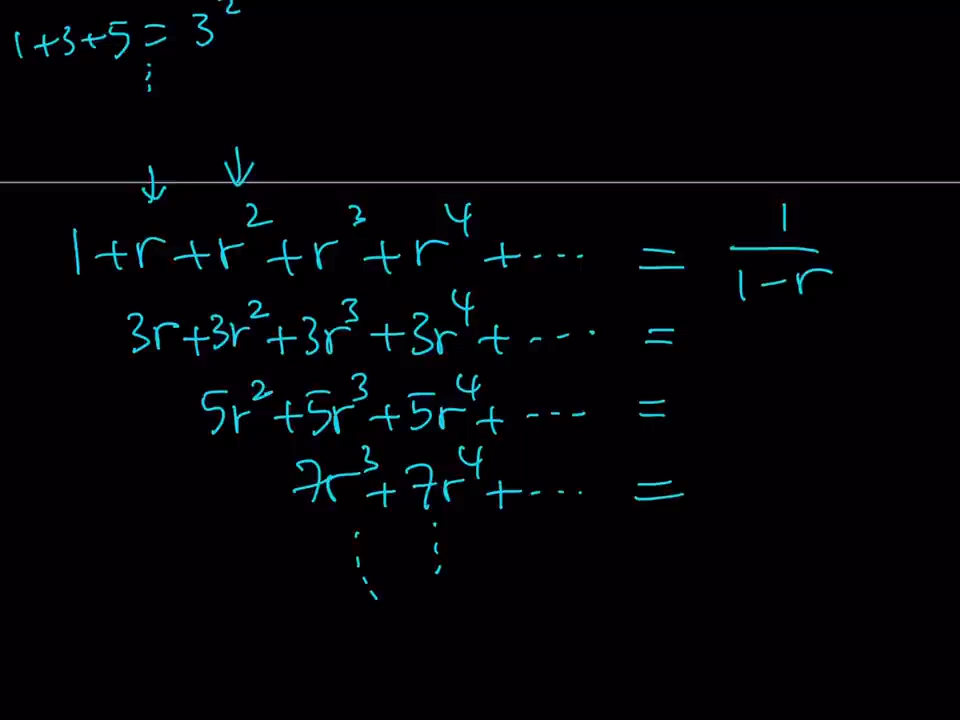 1+3+5 = 3²
⋮
↓ ↓
1 + r + r² + r³ + r⁴ + ⋯ = 1/(1-r)
3r + 3r² + 3r³ + 3r⁴ + ⋯ =
5r² + 5r³ + 5r⁴ + ⋯ =
7r³ + 7r⁴ + ⋯ =
⋮ ⋮